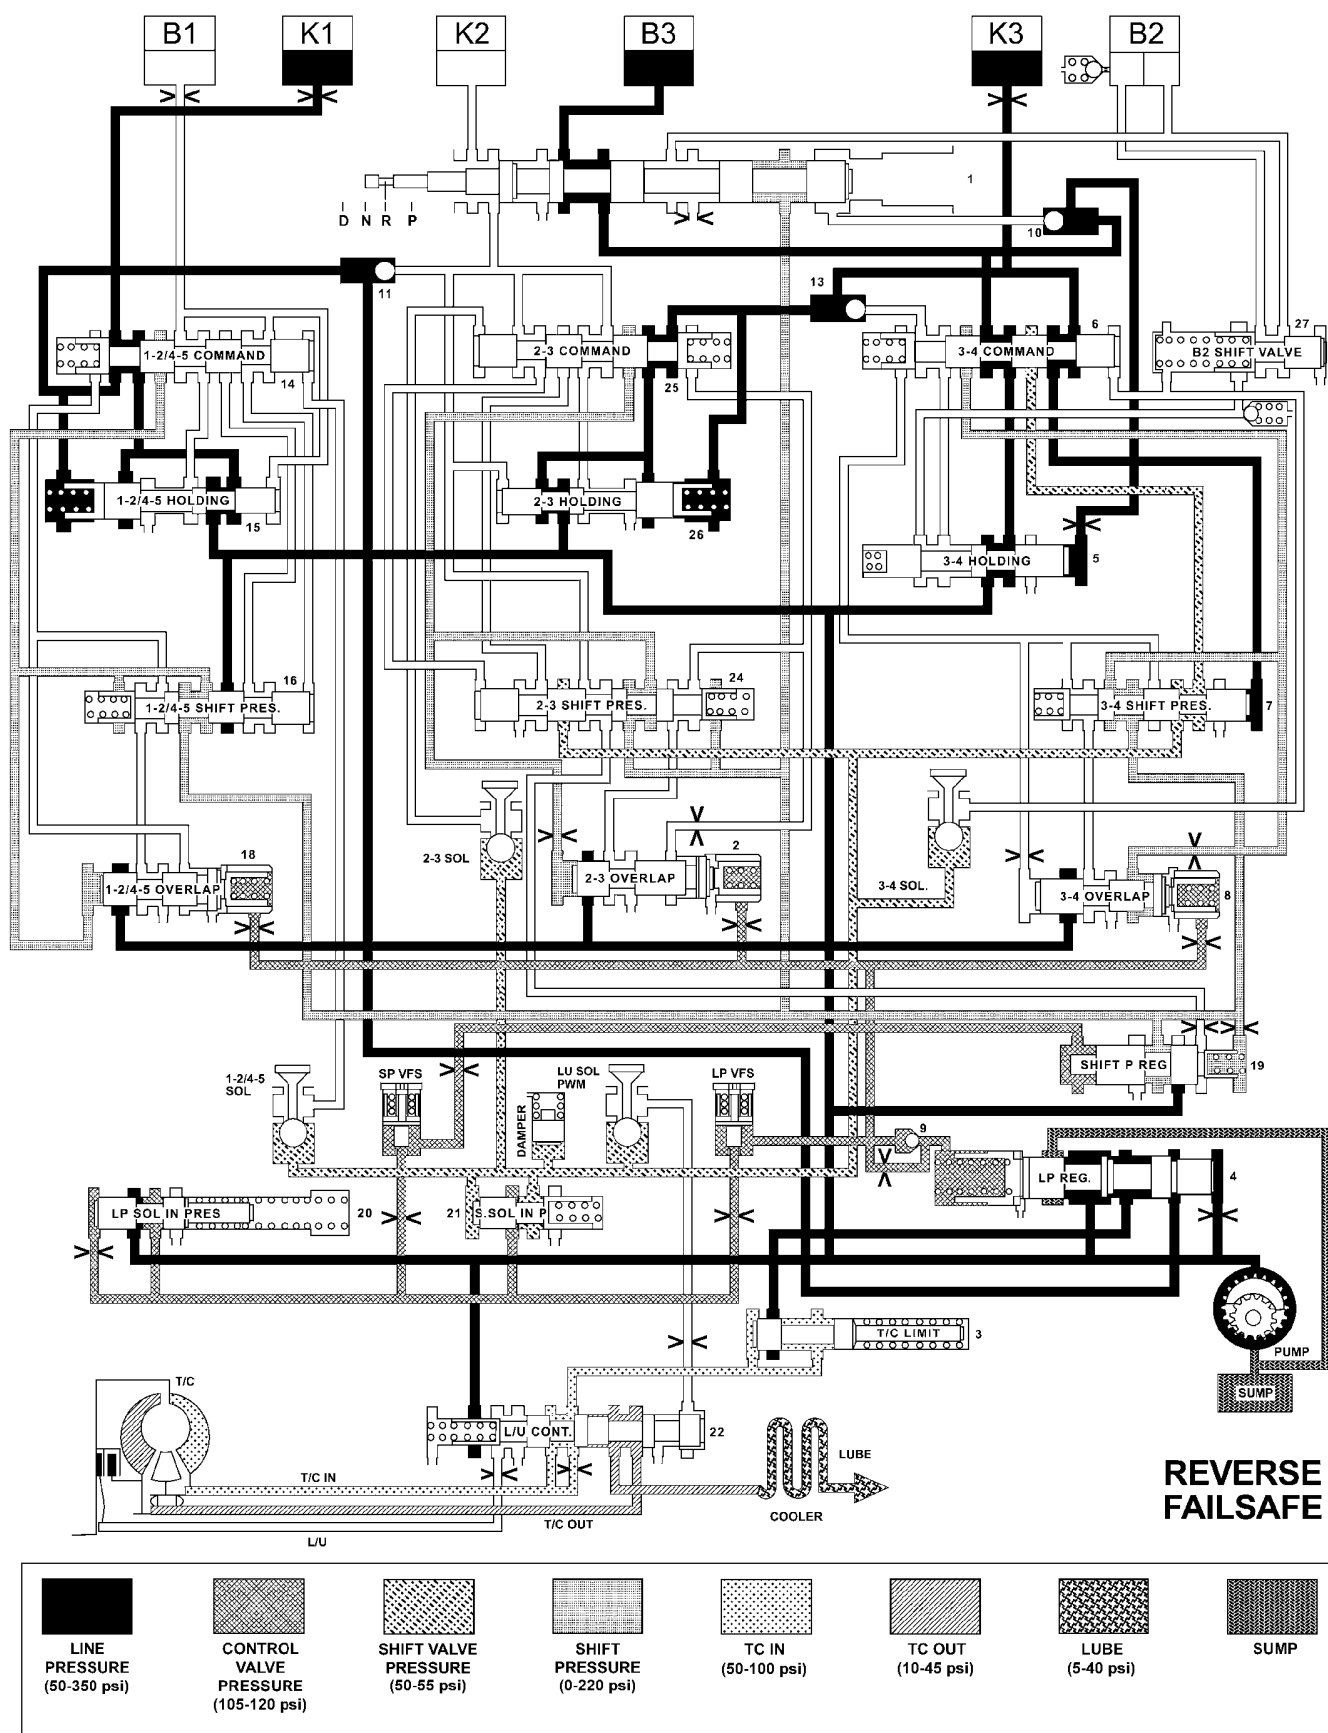 B1 K1 K2 B3 K3 B2
1
D N R P
10
11
13
6
27
1-2/4-5 COMMAND
2-3 COMMAND
3-4 COMMAND
B2 SHIFT VALVE
14
25
1-2/4-5 HOLDING
2-3 HOLDING
15
26
3-4 HOLDING
5
16
24
1-2/4-5 SHIFT PRES.
2-3 SHIFT PRES.
3-4 SHIFT PRES.
7
18
2-3 SOL
2
3-4 SOL.
1-2/4-5 OVERLAP
2-3 OVERLAP
3-4 OVERLAP
8
SHIFT P REG
19
1-2/4-5
SOL
SP VFS
LU SOL
PWM
LP VFS
DAMPER
9
LP REG.
4
LP SOL IN PRES
20
21
S.SOL IN P
T/C LIMIT
3
PUMP
SUMP
T/C
L/U CONT.
22
LUBE
T/C IN
COOLER
T/C OUT
L/U
REVERSE
FAILSAFE
LINE
PRESSURE
(50-350 psi)
CONTROL
VALVE
PRESSURE
(105-120 psi)
SHIFT VALVE
PRESSURE
(50-55 psi)
SHIFT
PRESSURE
(0-220 psi)
TC IN
(50-100 psi)
TC OUT
(10-45 psi)
LUBE
(5-40 psi)
SUMP